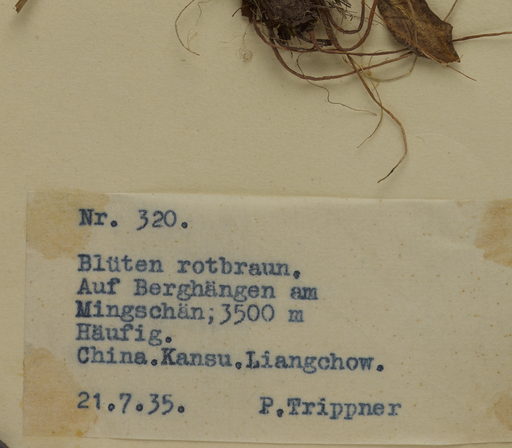 Nr. 320.
Blüten rotbraun.
Auf Berghängen am
Mingschän;3500 m
Häufig.
China.Kansu.Liangchow.
21.7.35. P.Trippner